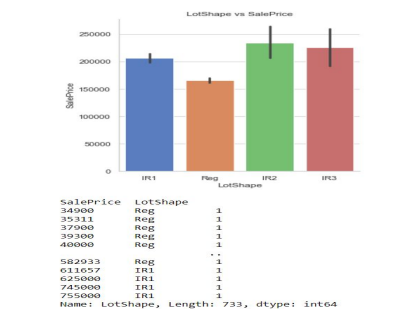 LotShape vs SalePrice
250000
200000
150000
100000
50000
0
SalePrice
IR1 Reg IR2 IR3
LotShape
SalePrice LotShape
34900 Reg 1
35311 Reg 1
37900 Reg 1
39300 Reg 1
40000 Reg 1
..
582933 Reg 1
611657 IR1 1
625000 IR1 1
745000 IR1 1
755000 IR1 1
Name: LotShape, Length: 733, dtype: int64